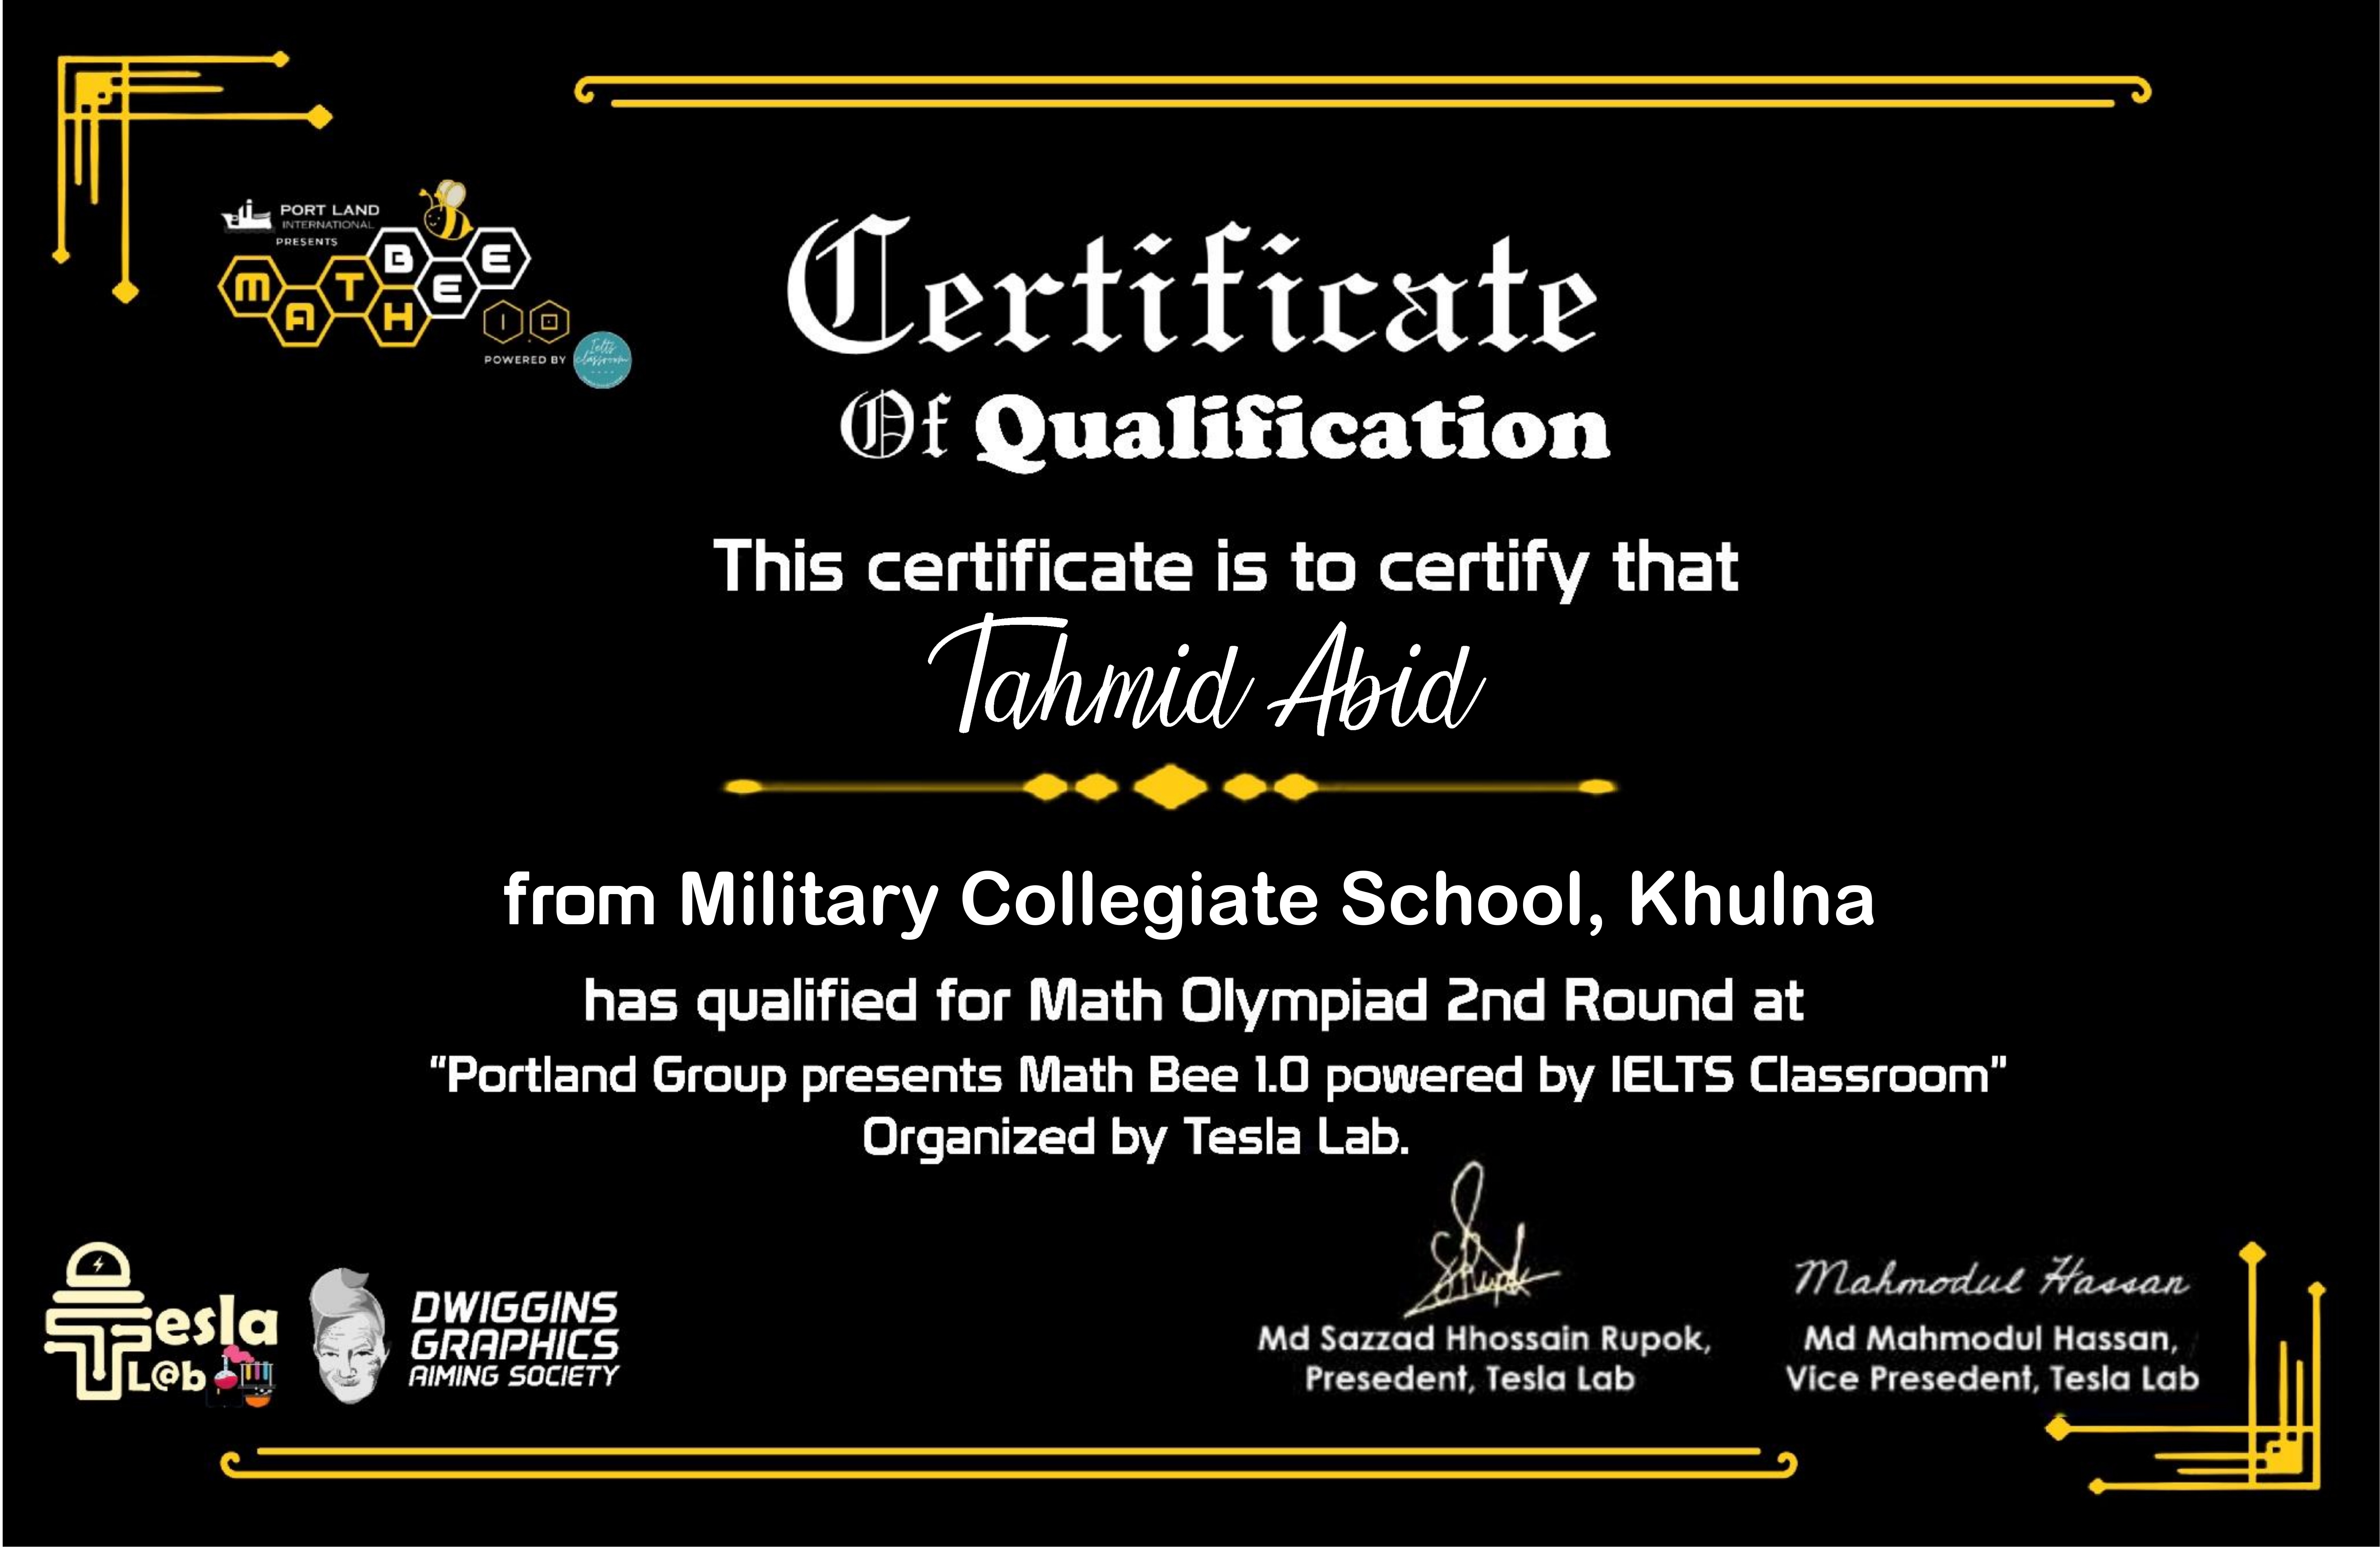 PORT LAND
INTERNATIONAL
PRESENTS
MATH BEE
1.0
POWERED BY
Ielts classroom
Certificate
Of Qualification
This certificate is to certify that
Tahmid Abid
from Military Collegiate School, Khulna
has qualified for Math Olympiad 2nd Round at
"Portland Group presents Math Bee 1.0 powered by IELTS Classroom"
Organized by Tesla Lab.
Tesla
L@b
DWIGGINS
GRAPHICS
AIMING SOCIETY
Md Sazzad Hhossain Rupok,
Presedent, Tesla Lab
Mahmodul Hassan
Md Mahmodul Hassan,
Vice Presedent, Tesla Lab